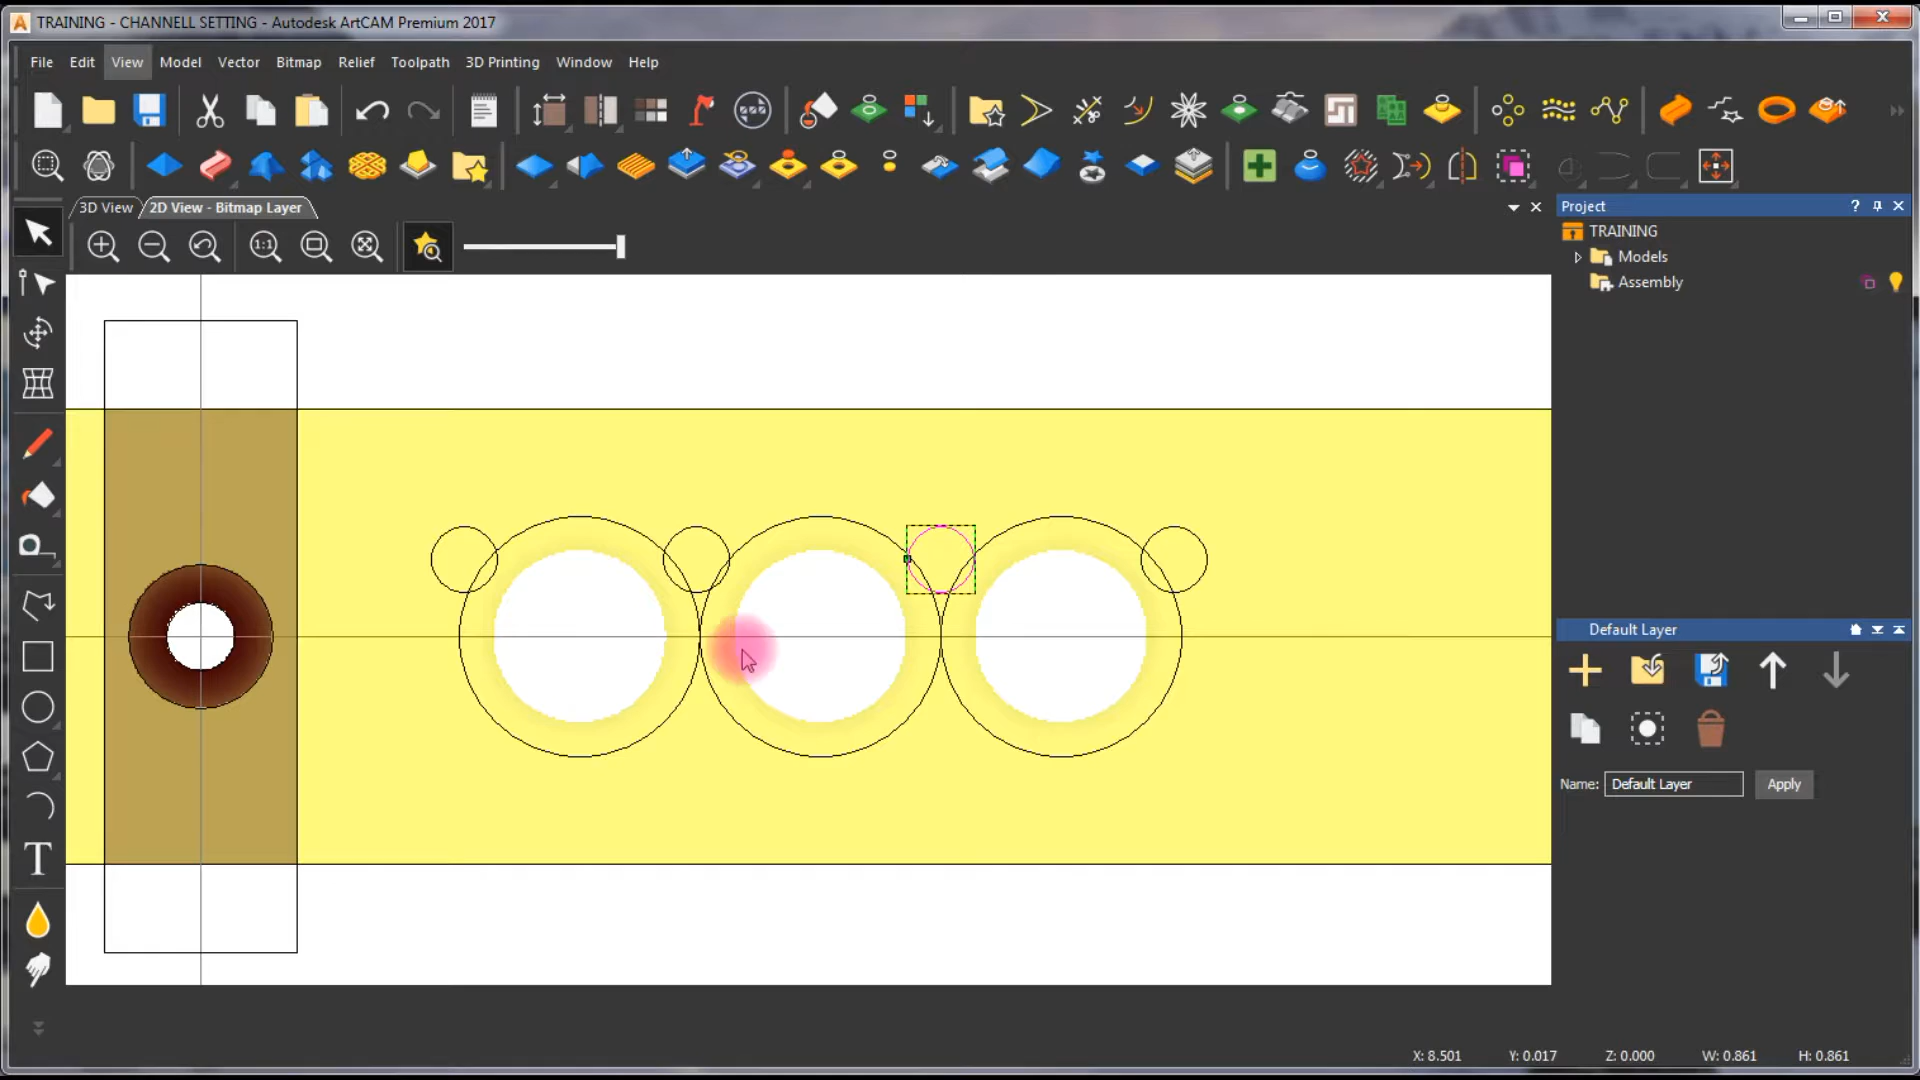 TRAINING - CHANNELL SETTING - Autodesk ArtCAM Premium 2017
File Edit View Model Vector Bitmap Relief Toolpath 3D Printing Window Help
3D View 2D View - Bitmap Layer
Project
TRAINING
Models
Assembly
1:1
Default Layer
Name: Default Layer Apply
T
X: 8.501 Y: 0.017 Z: 0.000 W: 0.861 H: 0.861